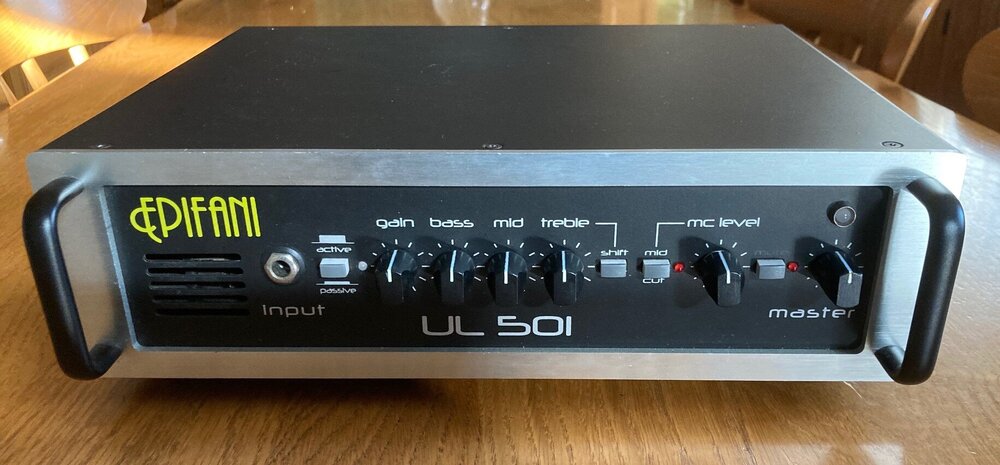 EPIFANI
gain bass mid treble mc level
active
shift mid
cut
passive
Input
master
UL 501